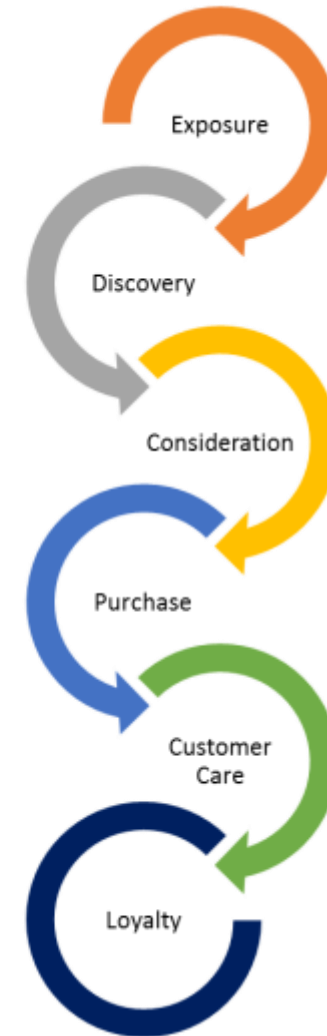 Exposure
Discovery
Consideration
Purchase
Customer
Care
Loyalty